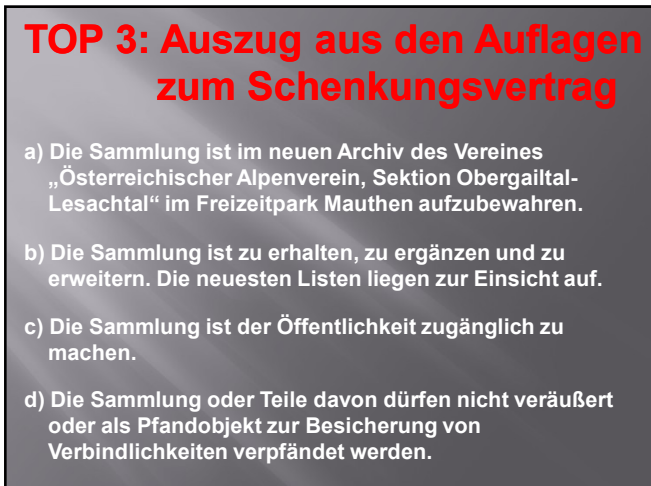 TOP 3: Auszug aus den Auflagen
zum Schenkungsvertrag
a) Die Sammlung ist im neuen Archiv des Vereines
„Österreichischer Alpenverein, Sektion Obergailtal-
Lesachtal“ im Freizeitpark Mauthen aufzubewahren.
b) Die Sammlung ist zu erhalten, zu ergänzen und zu
erweitern. Die neuesten Listen liegen zur Einsicht auf.
c) Die Sammlung ist der Öffentlichkeit zugänglich zu
machen.
d) Die Sammlung oder Teile davon dürfen nicht veräußert
oder als Pfandobjekt zur Besicherung von
Verbindlichkeiten verpfändet werden.